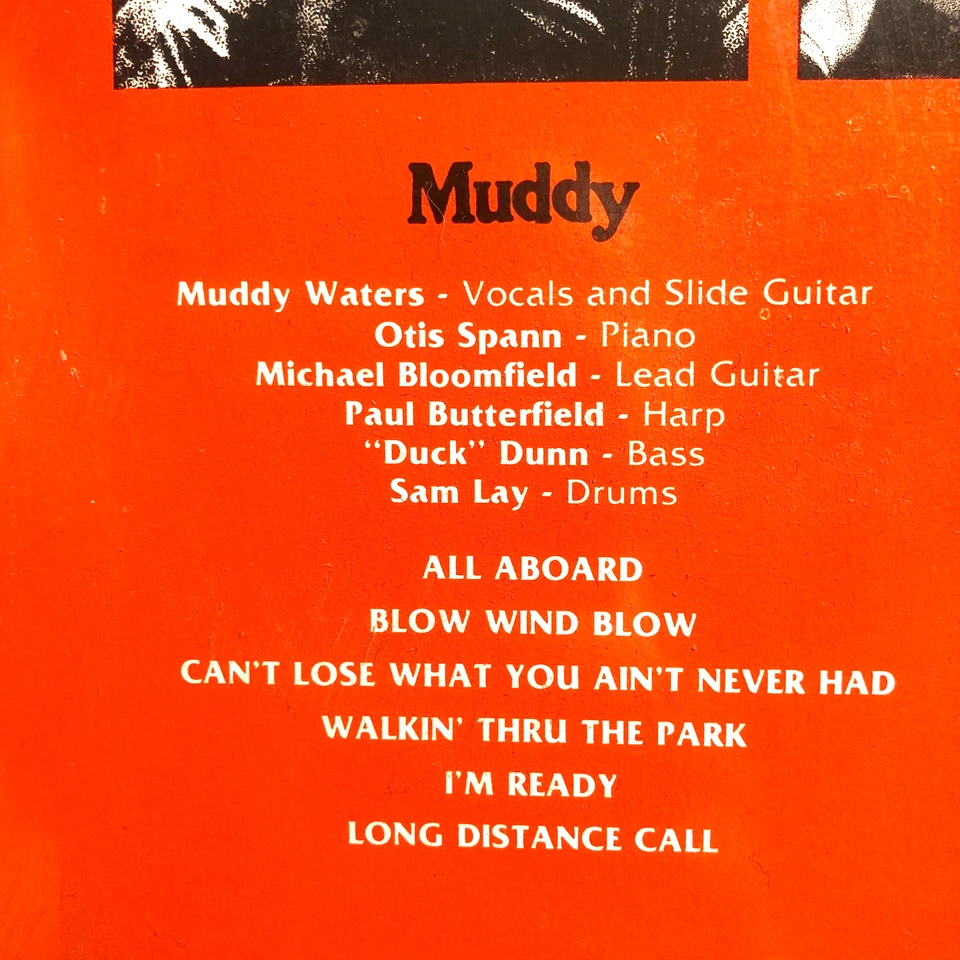 Muddy
Muddy Waters - Vocals and Slide Guitar
Otis Spann - Piano
Michael Bloomfield - Lead Guitar
Paul Butterfield - Harp
“Duck” Dunn - Bass
Sam Lay - Drums
ALL ABOARD
BLOW WIND BLOW
CAN'T LOSE WHAT YOU AIN'T NEVER HAD
WALKIN' THRU THE PARK
I'M READY
LONG DISTANCE CALL